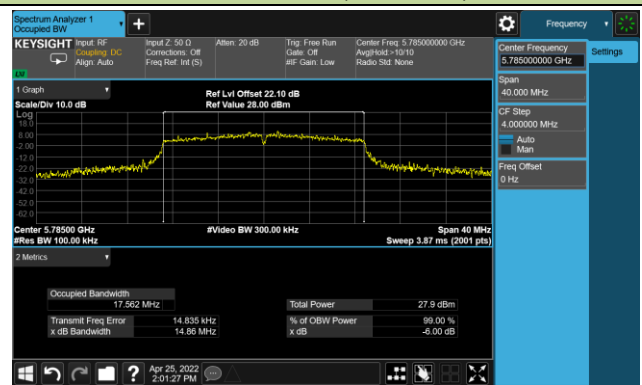 Spectrum Analyzer 1
Occupied BW
Frequency
KEYSIGHT
Input: RF
Coupling: DC
Align: Auto
Input Z: 50 Ω
Corrections: Off
Freq Ref: Int (S)
Atten: 20 dB
Trig: Free Run
Gate: Off
#IF Gain: Low
Center Freq: 5.785000000 GHz
Avg|Hold:>10/10
Radio Std: None
Center Frequency
5.785000000 GHz
Settings
Span
40.000 MHz
CF Step
4.000000 MHz
Auto
Man
Freq Offset
0 Hz
1 Graph
Scale/Div 10.0 dB
Ref Lvl Offset 22.10 dB
Ref Value 28.00 dBm
Log
18.0
8.00
-2.00
-12.0
-22.0
-32.0
-42.0
-52.0
-62.0
Center 5.78500 GHz
#Res BW 100.00 kHz
#Video BW 300.00 kHz
Span 40 MHz
Sweep 3.87 ms (2001 pts)
2 Metrics
Occupied Bandwidth
17.562 MHz
Total Power 27.9 dBm
Transmit Freq Error 14.835 kHz
% of OBW Power 99.00 %
x dB Bandwidth 14.86 MHz
x dB -6.00 dB
Apr 25, 2022
2:01:27 PM